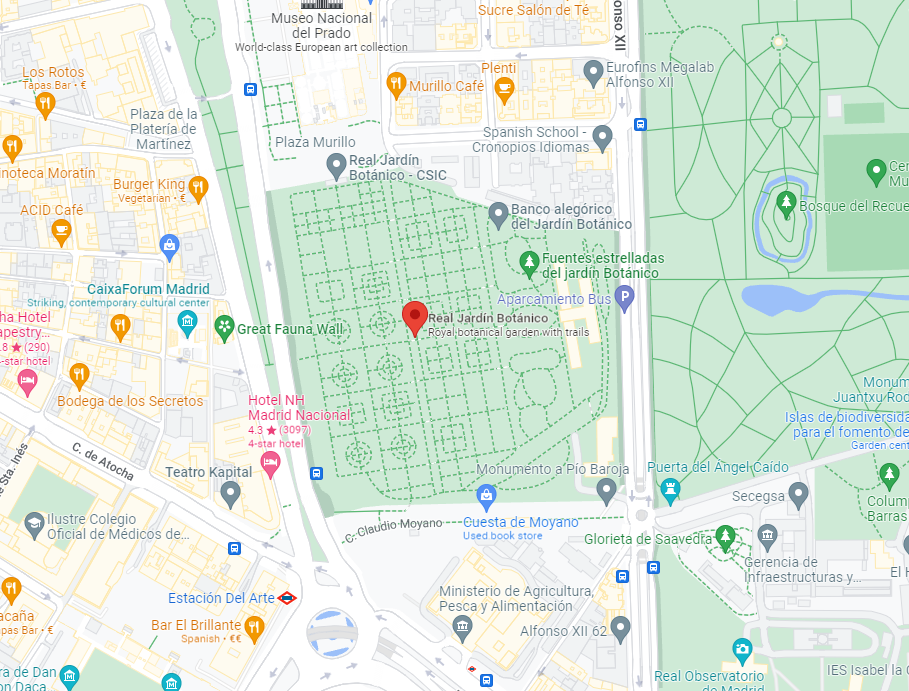 Museo Nacional
del Prado
World-class European art collection
Sucre Salón de Té
onso XII
Los Rotos
Tapas Bar • €
Murillo Café
Plenti
Eurofins Megalab
Alfonso XII
Plaza de la
Platería de
Martínez
Plaza Murillo
Spanish School -
Cronopios Idiomas
Real Jardín
Botánico - CSIC
noteca Moratín
Burger King
Vegetarian • €
Cen
Mu
ACID Café
Banco alegórico
del Jardín Botánico
Bosque del Recue
Fuentes estrelladas
del jardín Botánico
CaixaForum Madrid
Striking, contemporary cultural center
Aparcamiento Bus
P
ha Hotel
apestry...
.8 ★ (290)
-star hotel
Great Fauna Wall
Real Jardín Botánico
Royal botanical garden with trails
Bodega de los Secretos
Hotel NH
Madrid Nacional
4.3 ★ (3097)
4-star hotel
Monum
Juantxu Rod
Islas de biodiversida
para el fomento de
Garden cent
C. de Atocha
e Sta. Inés
Teatro Kapital
Monumento a Pío Baroja
Puerta del Ángel Caído
Secegsa
Colum
Barras
Ilustre Colegio
Oficial de Médicos de...
C. Claudio Moyano
Cuesta de Moyano
Used book store
Glorieta de Saavedra
Gerencia de
Infraestructuras y...
El H
Estación Del Arte
Ministerio de Agricultura,
Pesca y Alimentación
acaña
apas Bar • €
Bar El Brillante
Spanish • €€
Alfonso XII 62
ra de Dan
on Daca
Real Observatorio
de Madrid
IES Isabel la C